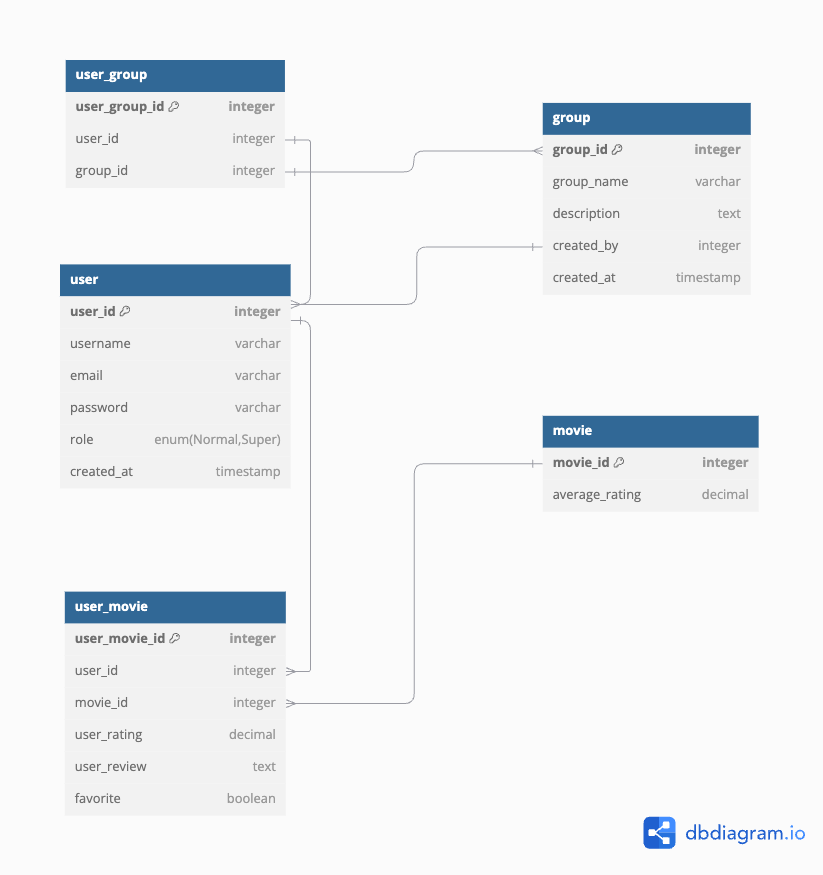 user_group
user_group_id integer
user_id integer
group_id integer
group
group_id integer
group_name varchar
description text
created_by integer
created_at timestamp
user
user_id integer
username varchar
email varchar
password varchar
role enum(Normal,Super)
created_at timestamp
movie
movie_id integer
average_rating decimal
user_movie
user_movie_id integer
user_id integer
movie_id integer
user_rating decimal
user_review text
favorite boolean
dbdiagram.io